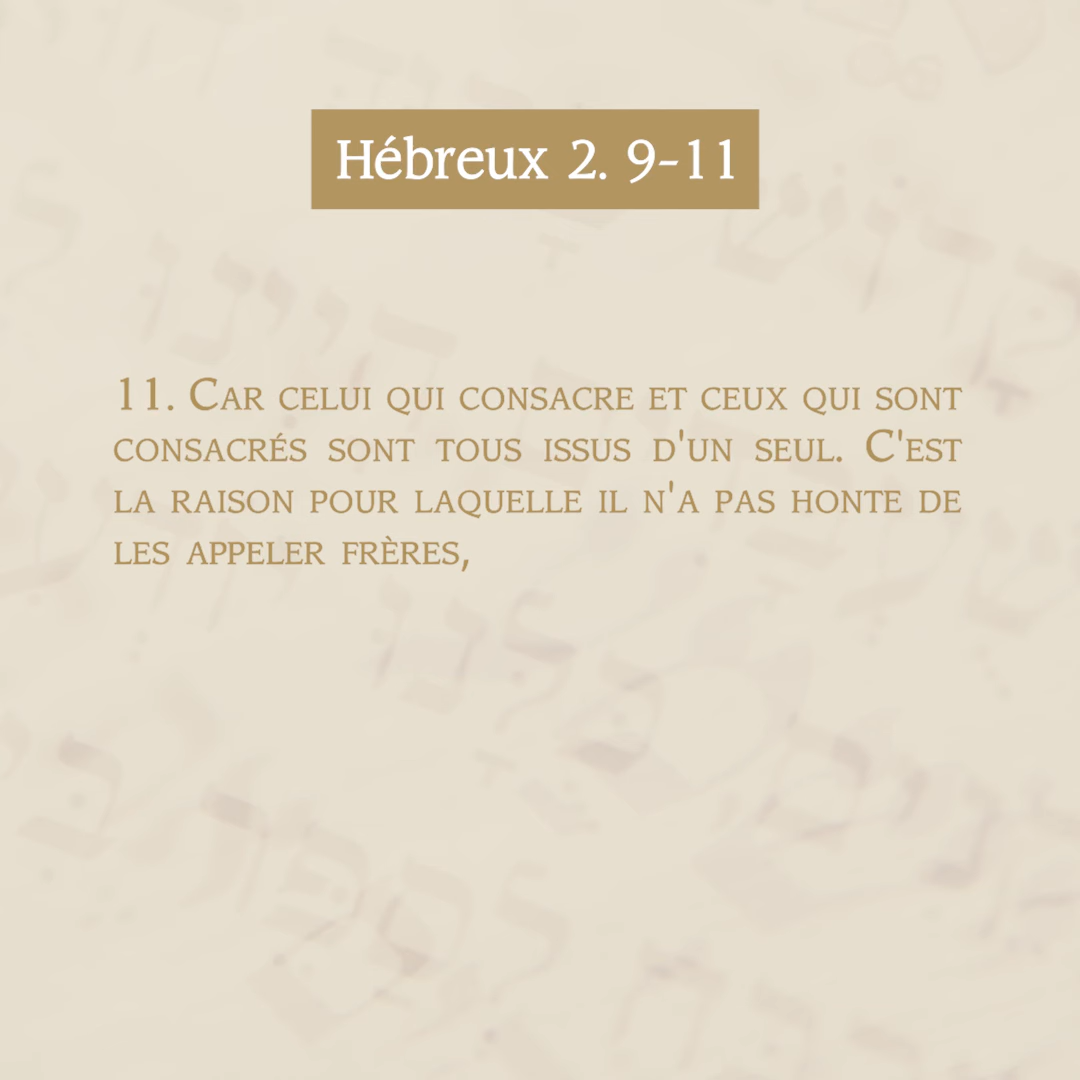 Hébreux 2. 9-11
11. Car celui qui consacre et ceux qui sont
consacrés sont tous issus d'un seul. C'est
la raison pour laquelle il n'a pas honte de
les appeler frères,